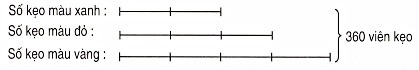 Số kẹo màu xanh :
Số kẹo màu đỏ :
Số kẹo màu vàng :
360 viên kẹo